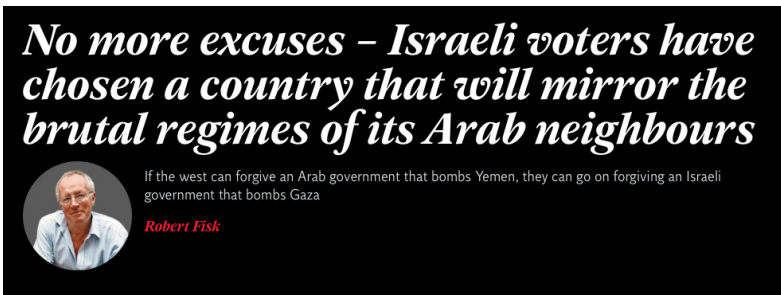 No more excuses – Israeli voters have
chosen a country that will mirror the
brutal regimes of its Arab neighbours
If the west can forgive an Arab government that bombs Yemen, they can go on forgiving an Israeli
government that bombs Gaza
Robert Fisk